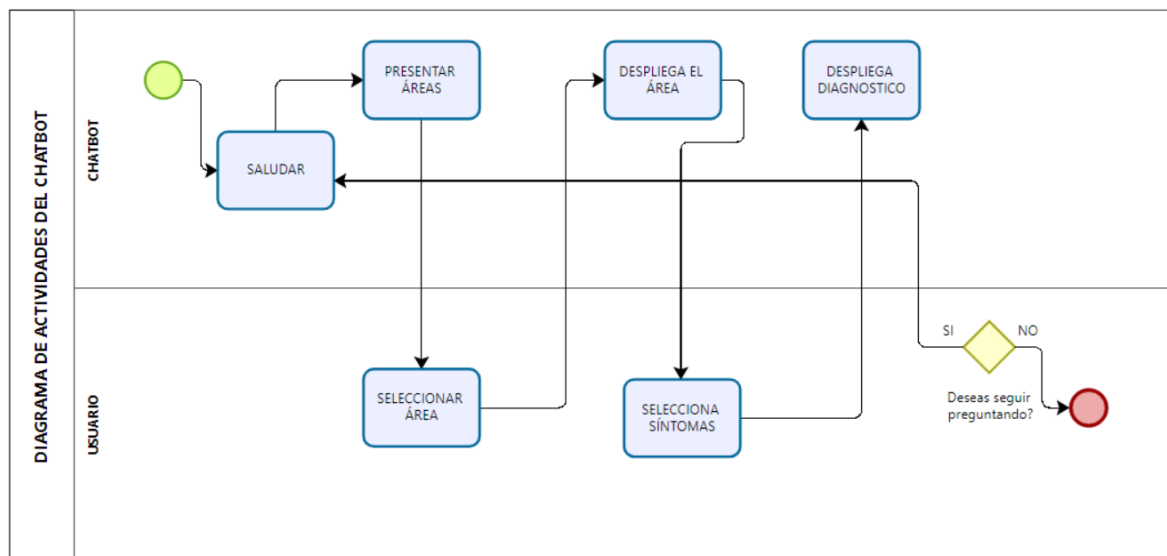 DIAGRAMA DE ACTIVIDADES DEL CHATBOT
CHATBOT
SALUDAR
PRESENTAR
ÁREAS
DESPLIEGA EL
ÁREA
DESPLIEGA
DIAGNOSTICO
USUARIO
SELECCIONAR
ÁREA
SELECCIONA
SÍNTOMAS
SI
NO
Deseas seguir
preguntando?